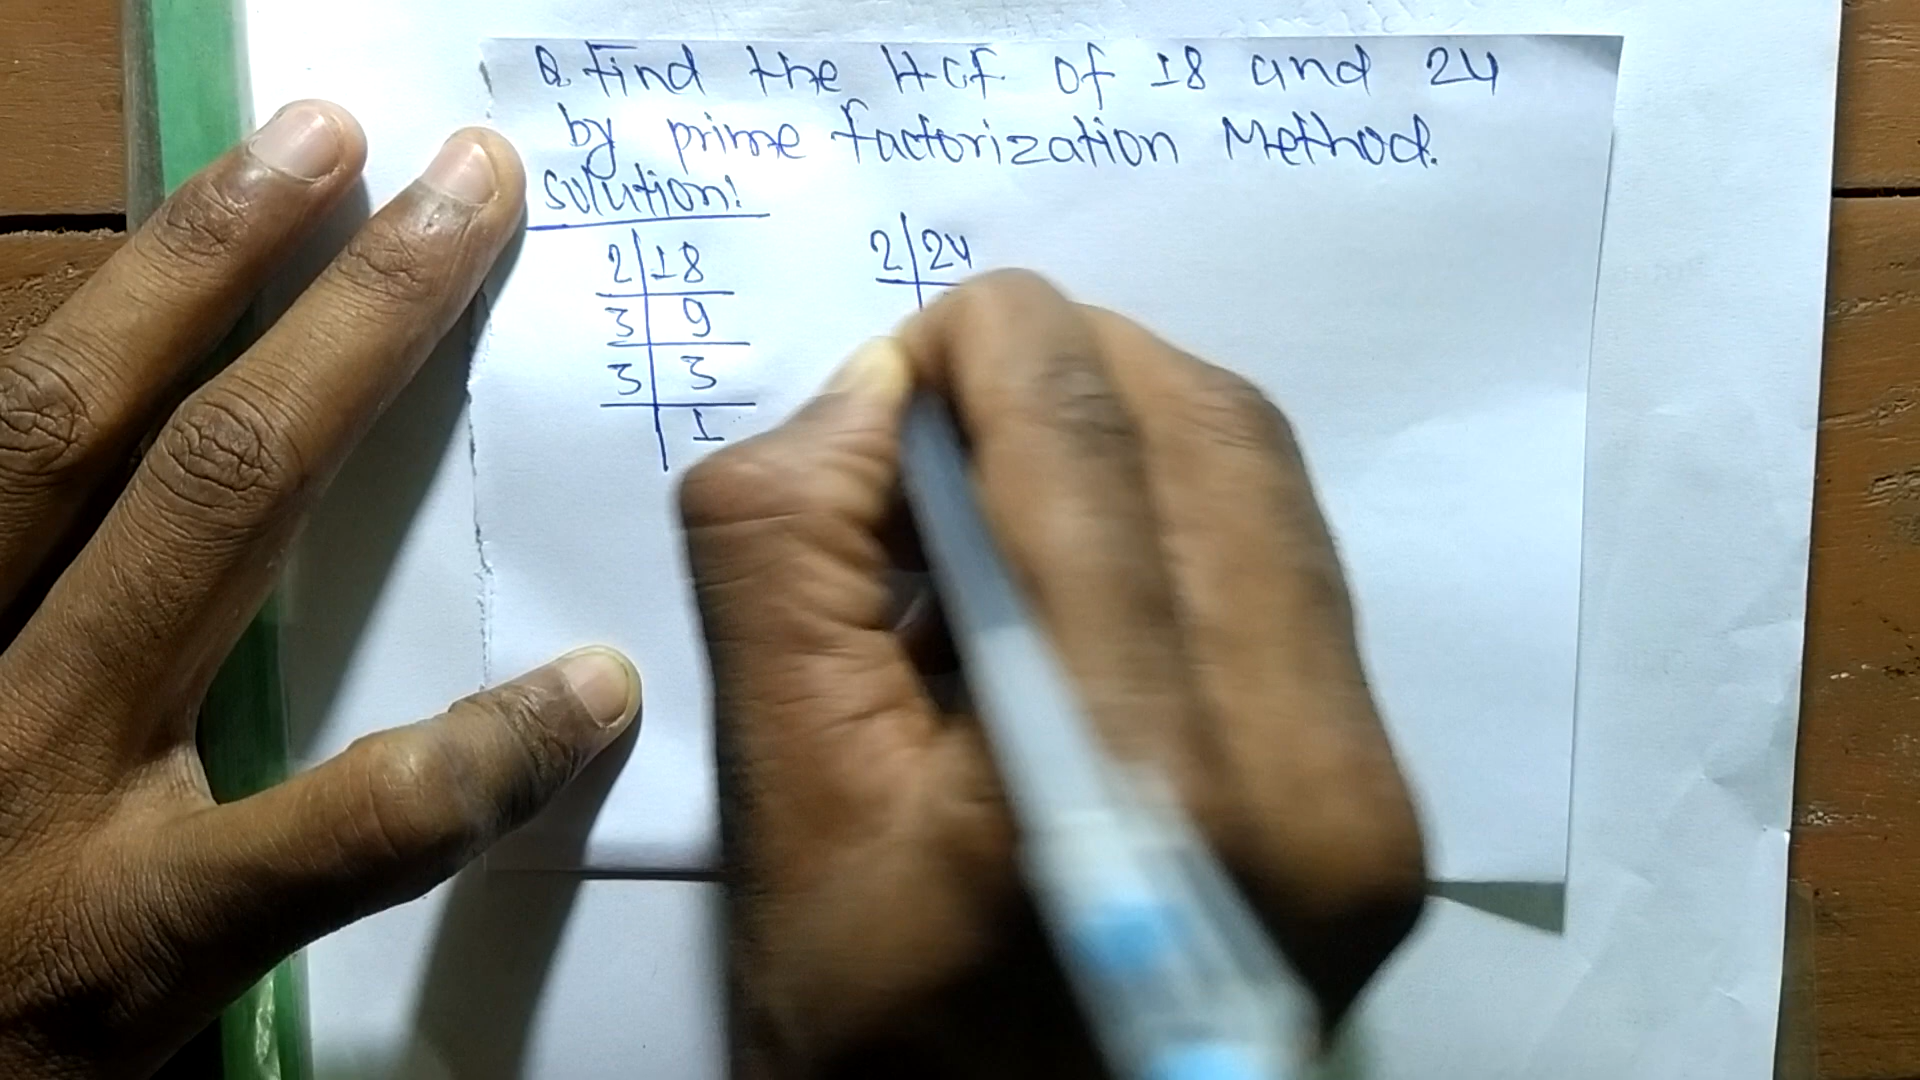 Q. Find the H.C.F. of 18 and 24
by prime factorization Method.
Solution:
2 | 18
3 | 9
3 | 3
1
2 | 24